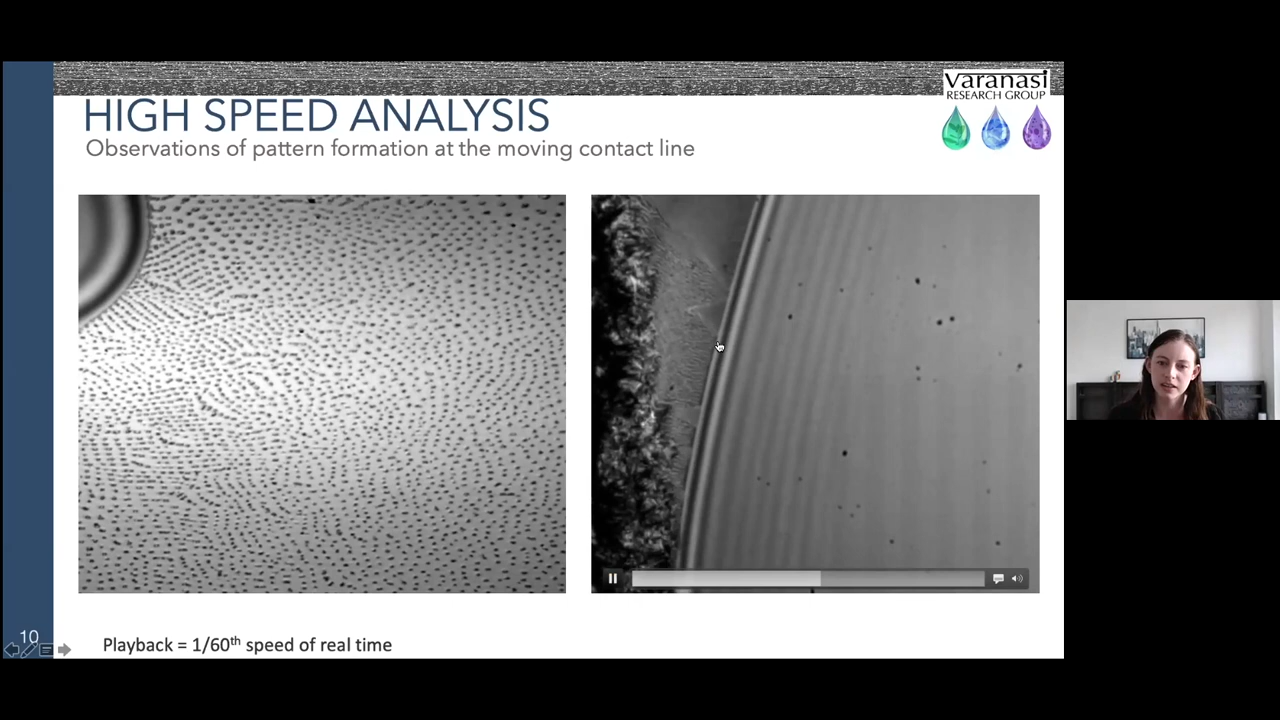 varanasi
RESEARCH GROUP
HIGH SPEED ANALYSIS
Observations of pattern formation at the moving contact line
10
Playback = 1/60th speed of real time